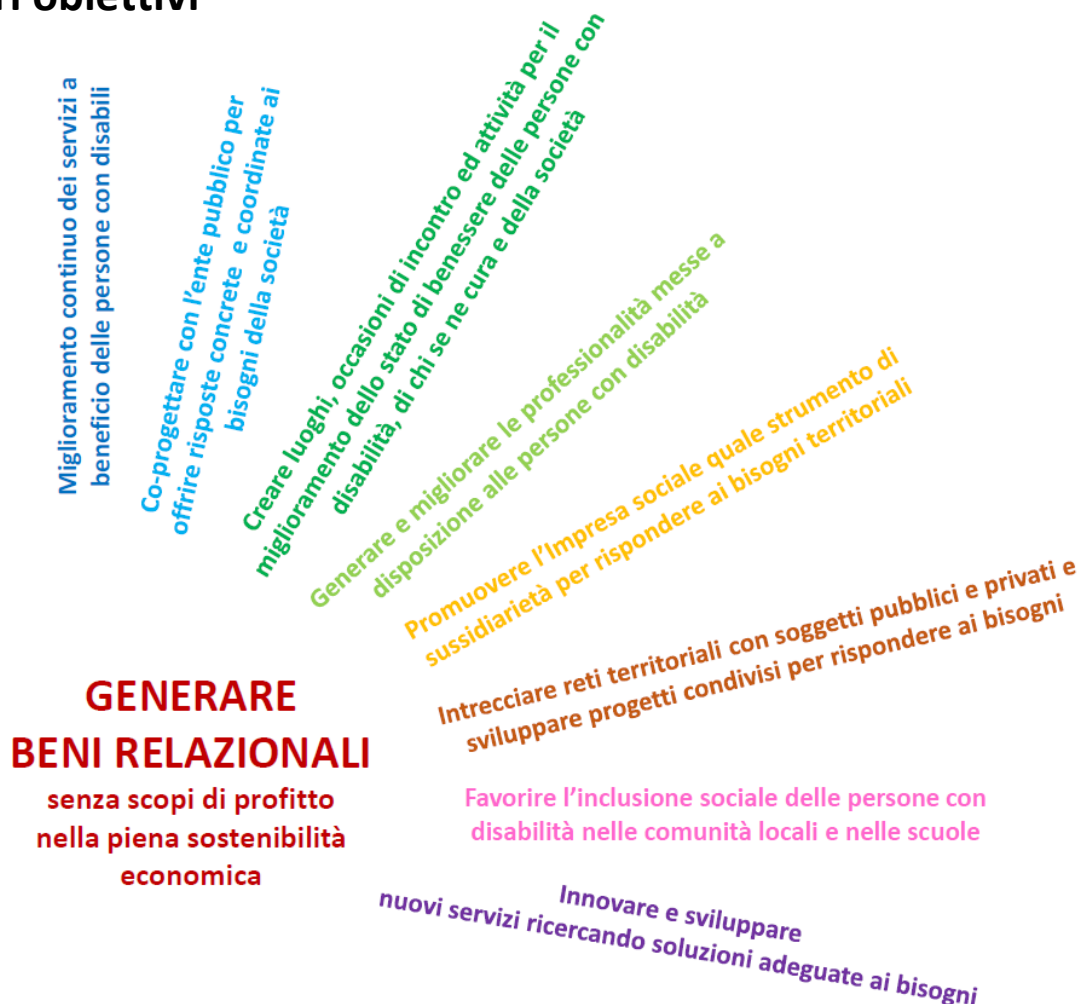 obiettivi
Miglioramento continuo dei servizi a
beneficio delle persone con disabili
Co-progettare con l'ente pubblico per
offrire risposte concrete e coordinate ai
bisogni della società
Creare luoghi, occasioni di incontro ed attività per il
miglioramento dello stato di benessere delle persone con
disabilità, di chi se ne cura e della società
Generare e migliorare le professionalità messe a
disposizione alle persone con disabilità
Promuovere l'Impresa sociale quale strumento di
sussidiarietà per rispondere ai bisogni territoriali
Intrecciare reti territoriali con soggetti pubblici e privati e
sviluppare progetti condivisi per rispondere ai bisogni
GENERARE
BENI RELAZIONALI
senza scopi di profitto
nella piena sostenibilità
economica
Favorire l'inclusione sociale delle persone con
disabilità nelle comunità locali e nelle scuole
Innovare e sviluppare
nuovi servizi ricercando soluzioni adeguate ai bisogni